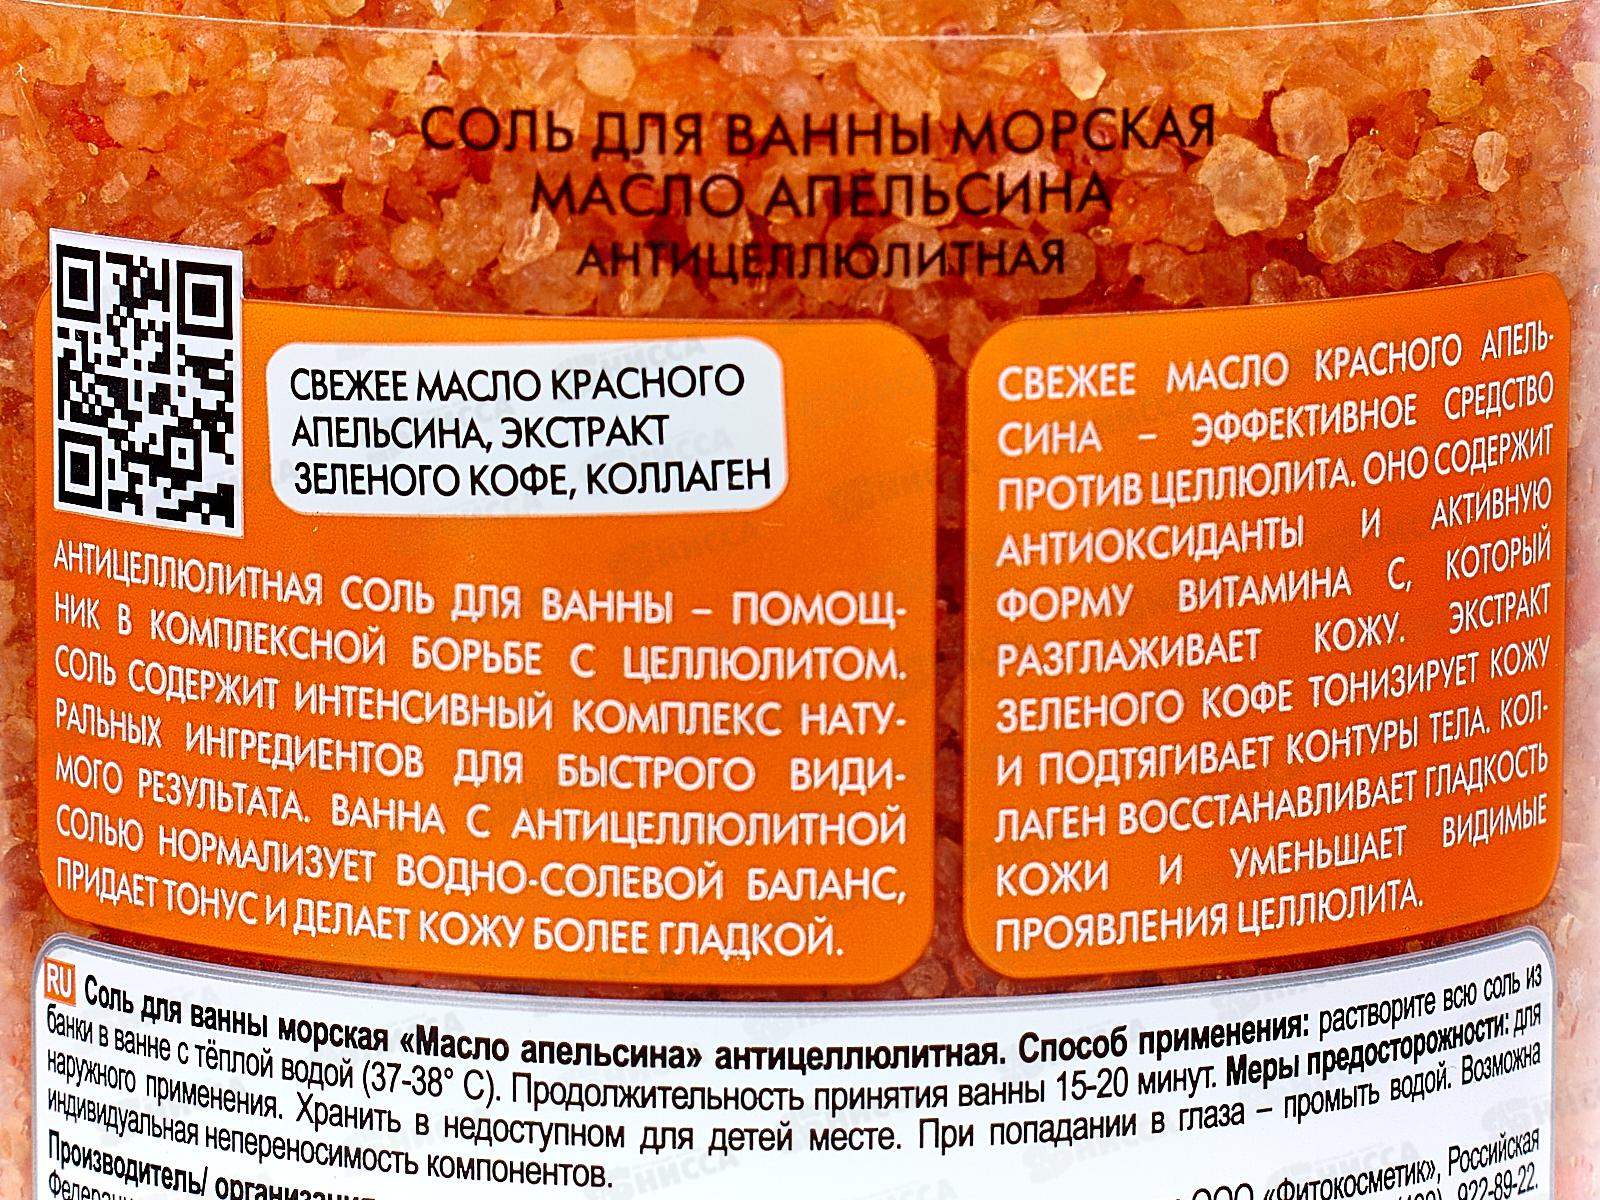 СОЛЬ ДЛЯ ВАННЫ МОРСКАЯ
МАСЛО АПЕЛЬСИНА
АНТИЦЕЛЛЮЛИТНАЯ
СВЕЖЕЕ МАСЛО КРАСНОГО
АПЕЛЬСИНА, ЭКСТРАКТ
ЗЕЛЕНОГО КОФЕ, КОЛЛАГЕН
АНТИЦЕЛЛЮЛИТНАЯ СОЛЬ ДЛЯ ВАННЫ – ПОМОЩ-
НИК В КОМПЛЕКСНОЙ БОРЬБЕ С ЦЕЛЛЮЛИТОМ.
СОЛЬ СОДЕРЖИТ ИНТЕНСИВНЫЙ КОМПЛЕКС НАТУ-
РАЛЬНЫХ ИНГРЕДИЕНТОВ ДЛЯ БЫСТРОГО ВИДИ-
МОГО РЕЗУЛЬТАТА. ВАННА С АНТИЦЕЛЛЮЛИТНОЙ
СОЛЬЮ НОРМАЛИЗУЕТ ВОДНО-СОЛЕВОЙ БАЛАНС,
ПРИДАЕТ ТОНУС И ДЕЛАЕТ КОЖУ БОЛЕЕ ГЛАДКОЙ.
СВЕЖЕЕ МАСЛО КРАСНОГО АПЕЛЬ-
СИНА – ЭФФЕКТИВНОЕ СРЕДСТВО
ПРОТИВ ЦЕЛЛЮЛИТА. ОНО СОДЕРЖИТ
АНТИОКСИДАНТЫ И АКТИВНУЮ
ФОРМУ ВИТАМИНА С, КОТОРЫЙ
РАЗГЛАЖИВАЕТ КОЖУ. ЭКСТРАКТ
ЗЕЛЕНОГО КОФЕ ТОНИЗИРУЕТ КОЖУ
И ПОДТЯГИВАЕТ КОНТУРЫ ТЕЛА. КОЛ-
ЛАГЕН ВОССТАНАВЛИВАЕТ ГЛАДКОСТЬ
КОЖИ И УМЕНЬШАЕТ ВИДИМЫЕ
ПРОЯВЛЕНИЯ ЦЕЛЛЮЛИТА.
RU Соль для ванны морская «Масло апельсина» антицеллюлитная. Способ применения: растворите всю соль из
банки в ванне с тёплой водой (37-38° С). Продолжительность принятия ванны 15-20 минут. Меры предосторожности: для
наружного применения. Хранить в недоступном для детей месте. При попадании в глаза – промыть водой. Возможна
индивидуальная непереносимость компонентов.
Производитель/ организация ООО «Фитокосметик», Российская
922-89-22.